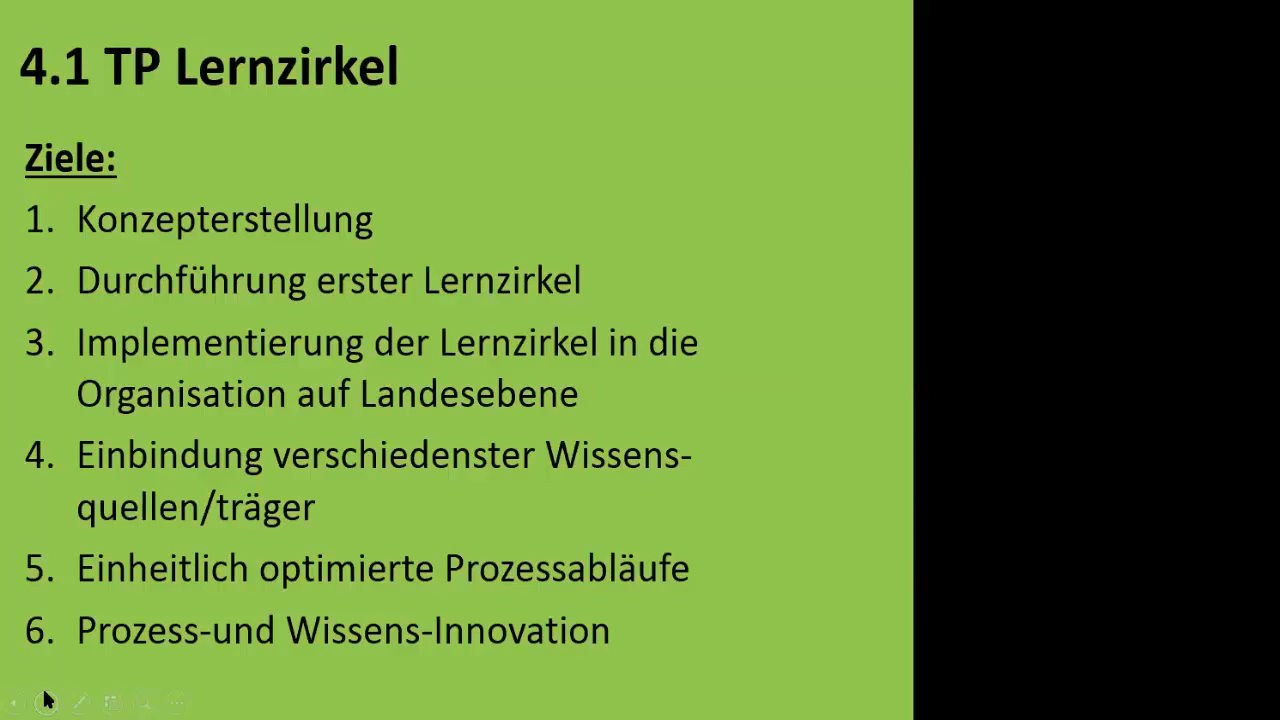 4.1 TP Lernzirkel
Ziele:
1. Konzepterstellung
2. Durchführung erster Lernzirkel
3. Implementierung der Lernzirkel in die
Organisation auf Landesebene
4. Einbindung verschiedenster Wissens-
quellen/träger
5. Einheitlich optimierte Prozessabläufe
6. Prozess-und Wissens-Innovation